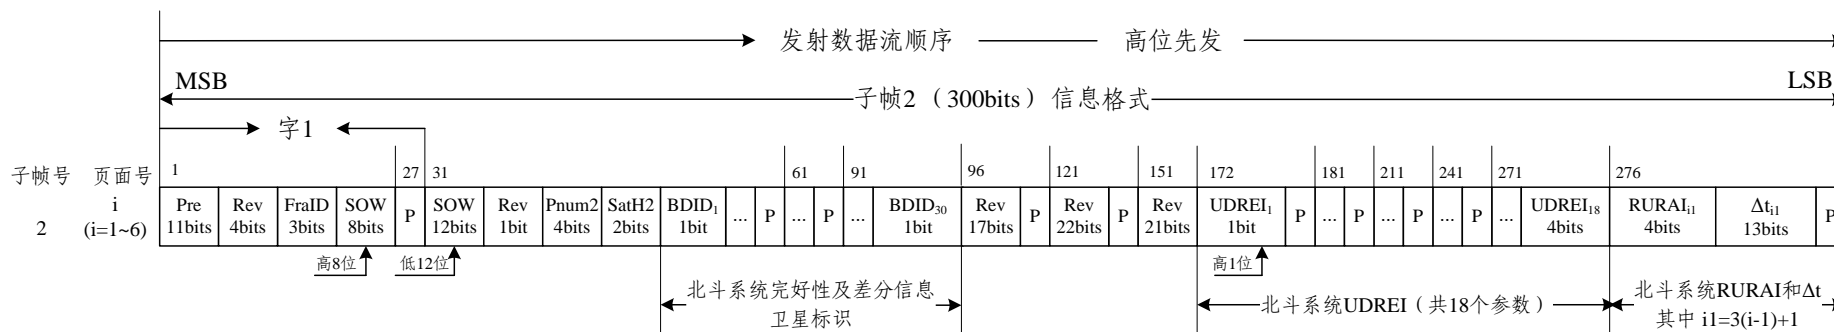 发射数据流顺序 高位先发
MSB LSB
子帧2 （300bits）信息格式
字1
子帧号 页面号 1 27 31 61 91 96 121 151 172 181 211 241 271 276
2 i (i=1~6) Pre 11bits Rev 4bits FraID 3bits SOW 8bits P SOW 12bits Rev 1bit Pnum2 4bits SatH2 2bits BDID₁ 1bit ... P ... P ... BDID₃₀ 1bit Rev 17bits P Rev 22bits P Rev 21bits UDREI₁ 1bit P ... P ... P ... P ... UDREI₁₈ 4bits RURAI_i1 4bits Δt_i1 13bits P
高8位 低12位 高1位
北斗系统完好性及差分信息
卫星标识
北斗系统UDREI（共18个参数）
北斗系统RURAI和Δt
其中 i1=3(i-1)+1